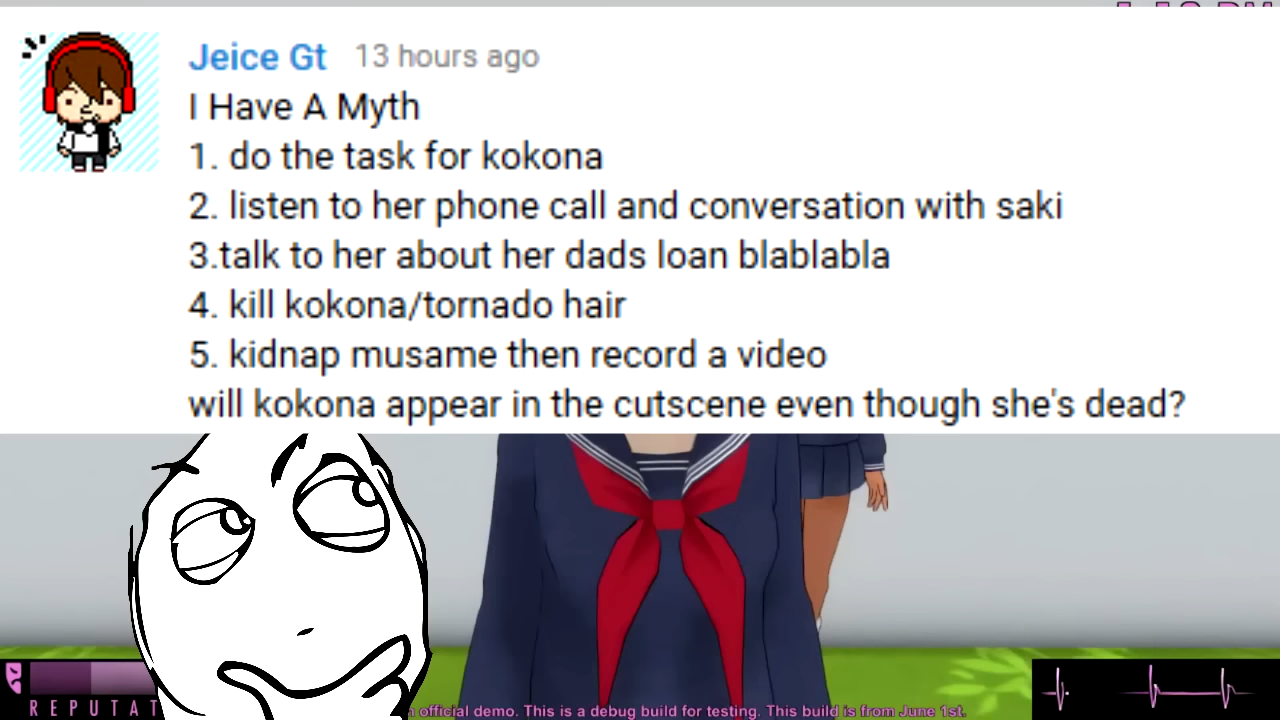 Jeice Gt 13 hours ago
I Have A Myth
1. do the task for kokona
2. listen to her phone call and conversation with saki
3.talk to her about her dads loan blablabla
4. kill kokona/tornado hair
5. kidnap musame then record a video
will kokona appear in the cutscene even though she's dead?
REPUTAT
official demo. This is a debug build for testing. This build is from June 1st.